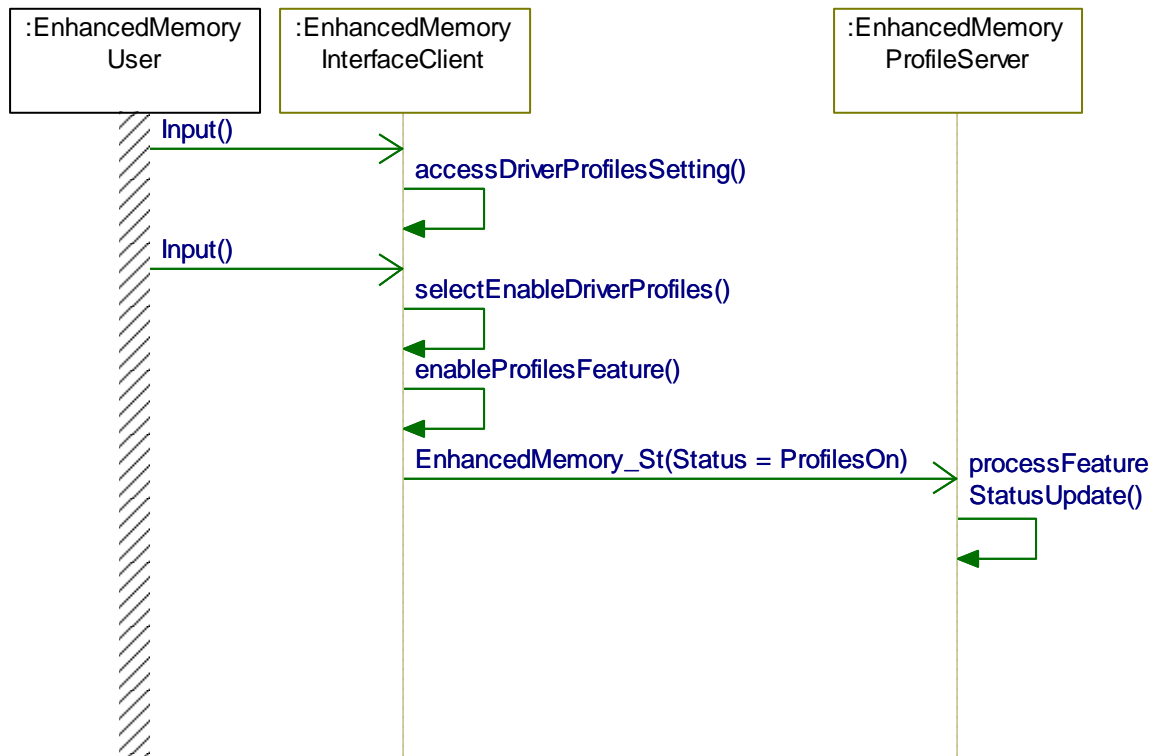 :EnhancedMemory
User
:EnhancedMemory
InterfaceClient
:EnhancedMemory
ProfileServer
Input()
accessDriverProfilesSetting()
Input()
selectEnableDriverProfiles()
enableProfilesFeature()
EnhancedMemory_St(Status = ProfilesOn)
processFeature
StatusUpdate()